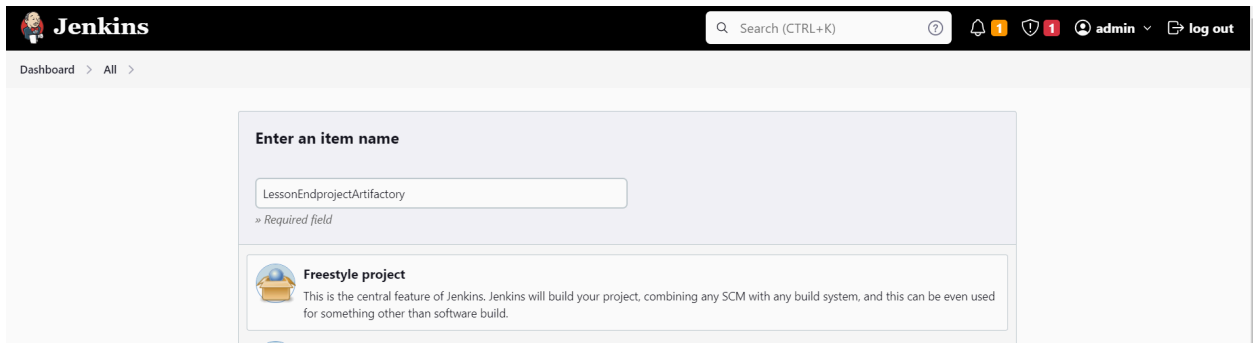 Jenkins
Search (CTRL+K)
1
1
admin
log out
Dashboard > All >
Enter an item name
LessonEndprojectArtifactory
» Required field
Freestyle project
This is the central feature of Jenkins. Jenkins will build your project, combining any SCM with any build system, and this can be even used
for something other than software build.